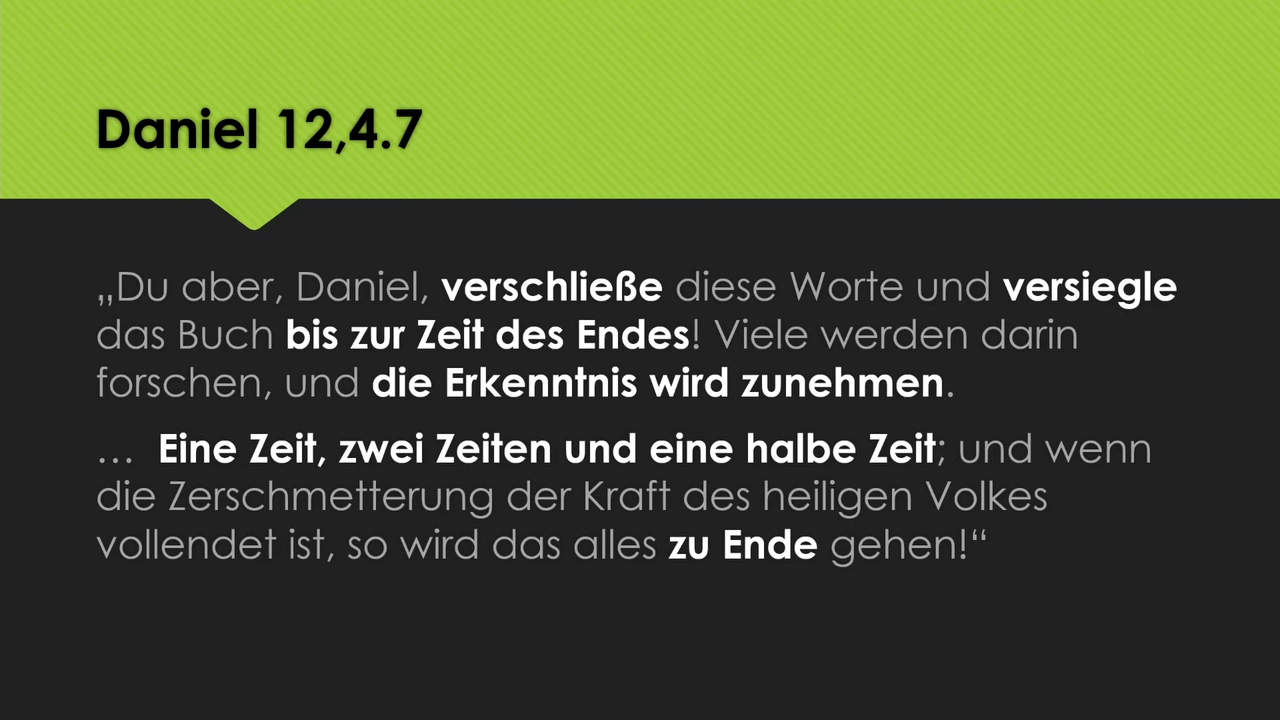 Daniel 12,4.7
„Du aber, Daniel, verschließe diese Worte und versiegle
das Buch bis zur Zeit des Endes! Viele werden darin
forschen, und die Erkenntnis wird zunehmen.
… Eine Zeit, zwei Zeiten und eine halbe Zeit; und wenn
die Zerschmetterung der Kraft des heiligen Volkes
vollendet ist, so wird das alles zu Ende gehen!“